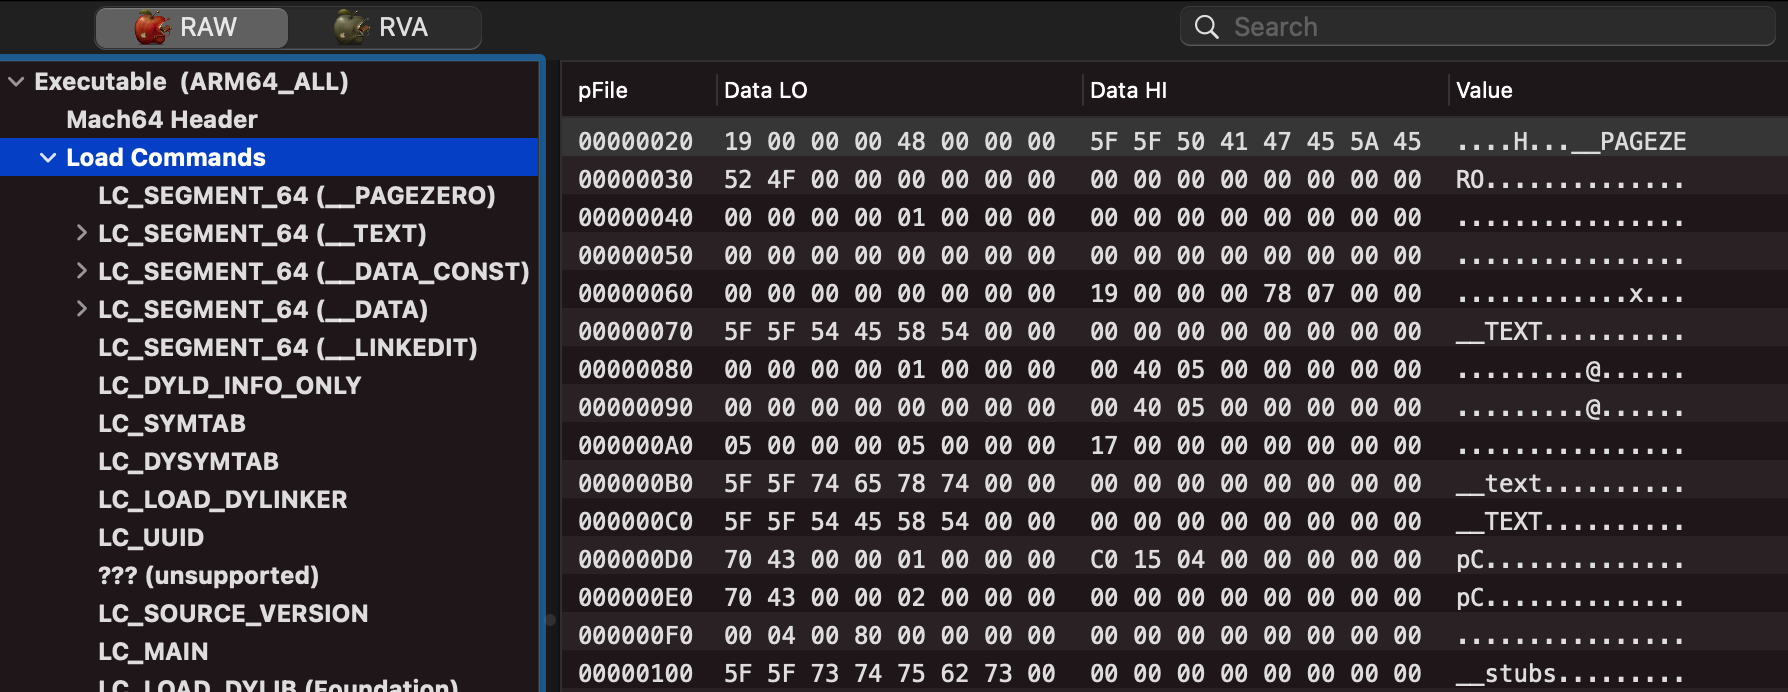 RAW
RVA
Search
Executable (ARM64_ALL)
Mach64 Header
Load Commands
LC_SEGMENT_64 (__PAGEZERO)
LC_SEGMENT_64 (__TEXT)
LC_SEGMENT_64 (__DATA_CONST)
LC_SEGMENT_64 (__DATA)
LC_SEGMENT_64 (__LINKEDIT)
LC_DYLD_INFO_ONLY
LC_SYMTAB
LC_DYSYMTAB
LC_LOAD_DYLINKER
LC_UUID
??? (unsupported)
LC_SOURCE_VERSION
LC_MAIN
LC_LOAD_DYLIB (Foundation)
pFile Data LO Data HI Value
00000020 19 00 00 00 48 00 00 00 5F 5F 50 41 47 45 5A 45 ....H...__PAGEZE
00000030 52 4F 00 00 00 00 00 00 00 00 00 00 00 00 00 00 RO..............
00000040 00 00 00 00 01 00 00 00 00 00 00 00 00 00 00 00 ................
00000050 00 00 00 00 00 00 00 00 00 00 00 00 00 00 00 00 ................
00000060 00 00 00 00 00 00 00 00 19 00 00 00 78 07 00 00 ............x...
00000070 5F 5F 54 45 58 54 00 00 00 00 00 00 00 00 00 00 __TEXT..........
00000080 00 00 00 00 01 00 00 00 00 40 05 00 00 00 00 00 .........@......
00000090 00 00 00 00 00 00 00 00 00 40 05 00 00 00 00 00 .........@......
000000A0 05 00 00 00 05 00 00 00 17 00 00 00 00 00 00 00 ................
000000B0 5F 5F 74 65 78 74 00 00 00 00 00 00 00 00 00 00 __text..........
000000C0 5F 5F 54 45 58 54 00 00 00 00 00 00 00 00 00 00 __TEXT..........
000000D0 70 43 00 00 01 00 00 00 C0 15 04 00 00 00 00 00 pC..............
000000E0 70 43 00 00 02 00 00 00 00 00 00 00 00 00 00 00 pC..............
000000F0 00 04 00 80 00 00 00 00 00 00 00 00 00 00 00 00 ................
00000100 5F 5F 73 74 75 62 73 00 00 00 00 00 00 00 00 00 __stubs.........